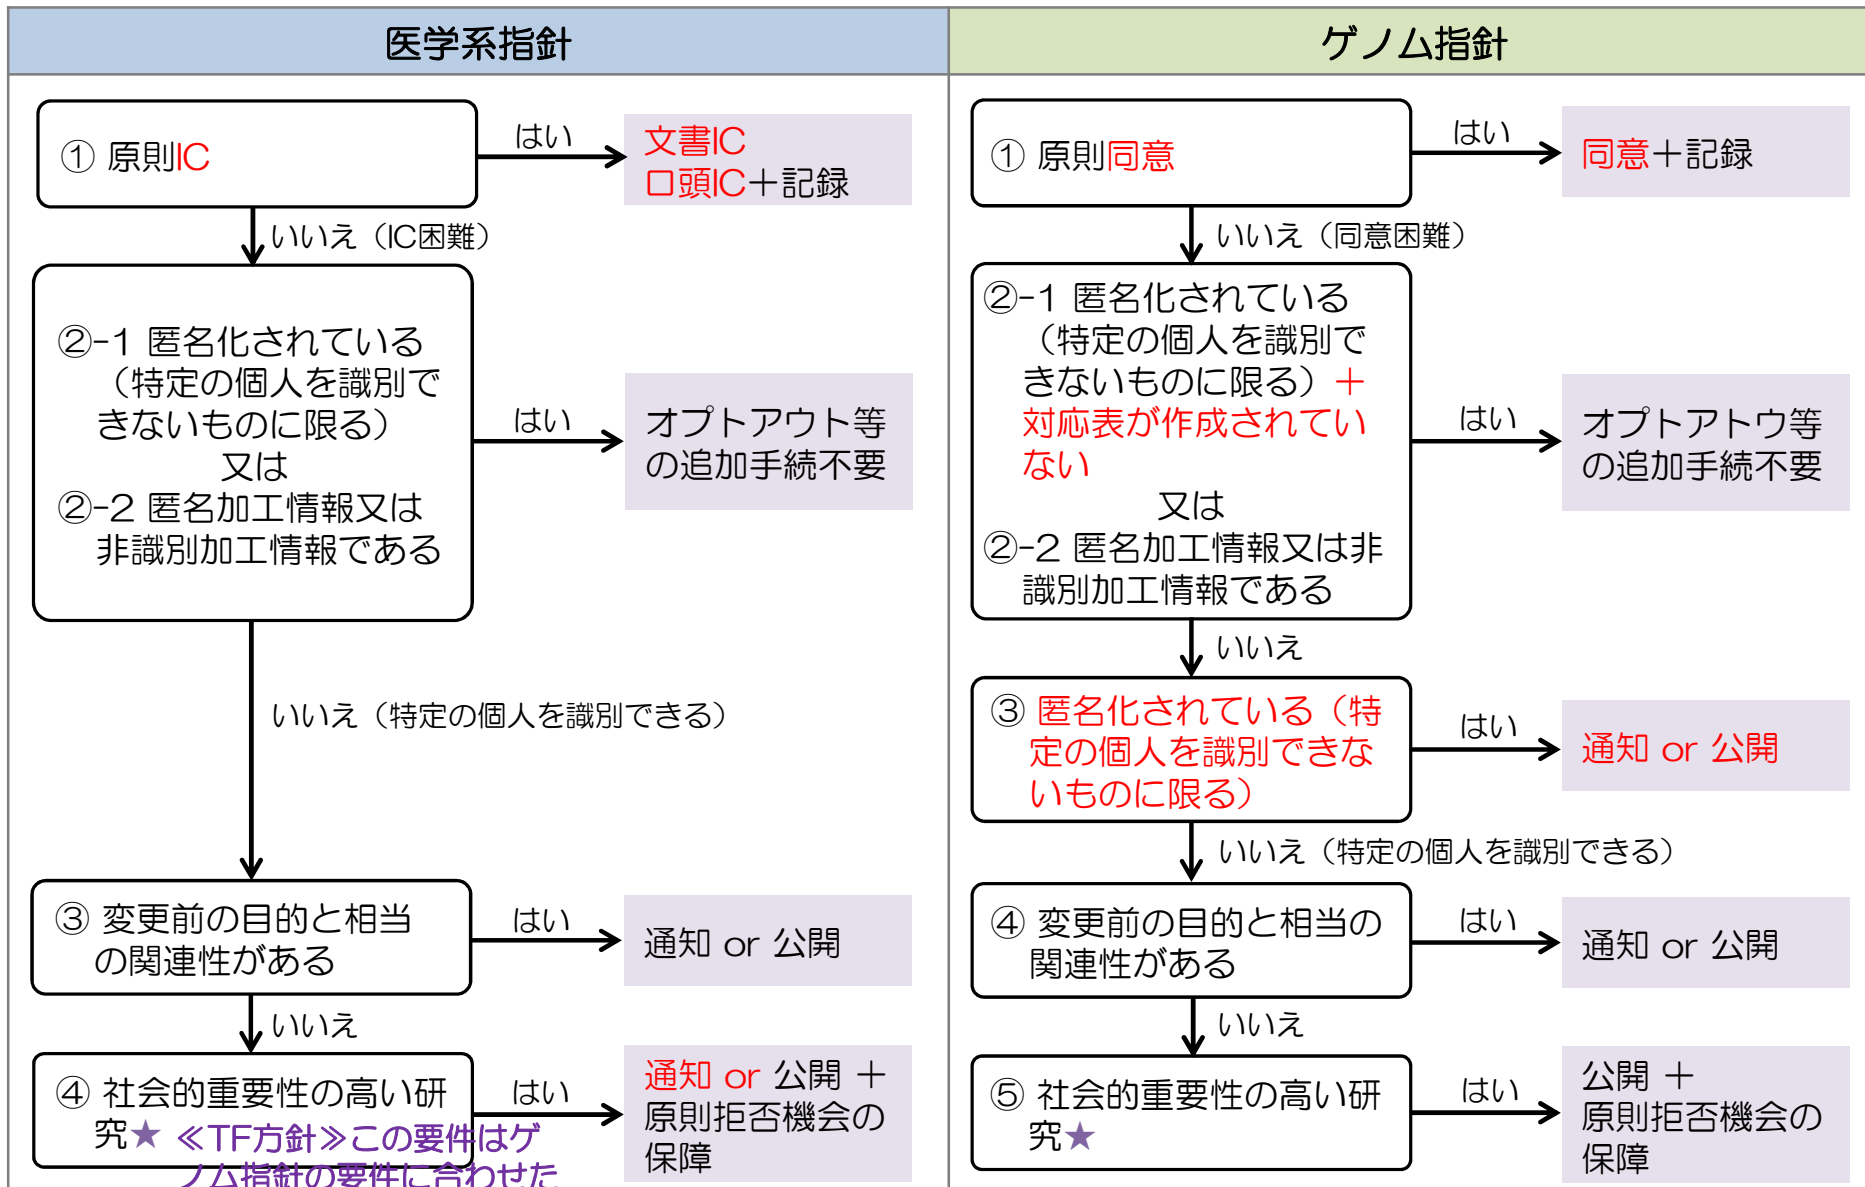 医学系指針
① 原則IC
はい
文書IC
口頭IC＋記録
いいえ（IC困難）
②-1 匿名化されている
（特定の個人を識別で
きないものに限る）
又は
②-2 匿名加工情報又は
非識別加工情報である
はい
オプトアウト等
の追加手続不要
いいえ（特定の個人を識別できる）
③ 変更前の目的と相当
の関連性がある
はい
通知 or 公開
いいえ
④ 社会的重要性の高い研
究★
≪TF方針≫この要件はゲ
ノム指針の要件に合わせた
はい
通知 or 公開 ＋
原則拒否機会の
保障
ゲノム指針
① 原則同意
はい
同意＋記録
いいえ（同意困難）
②-1 匿名化されている
（特定の個人を識別で
きないものに限る）＋
対応表が作成されてい
ない
又は
②-2 匿名加工情報又は非
識別加工情報である
はい
オプトアトウ等
の追加手続不要
いいえ
③ 匿名化されている（特
定の個人を識別できな
いものに限る）
はい
通知 or 公開
いいえ（特定の個人を識別できる）
④ 変更前の目的と相当の
関連性がある
はい
通知 or 公開
いいえ
⑤ 社会的重要性の高い研
究★
はい
公開 ＋
原則拒否機会の
保障